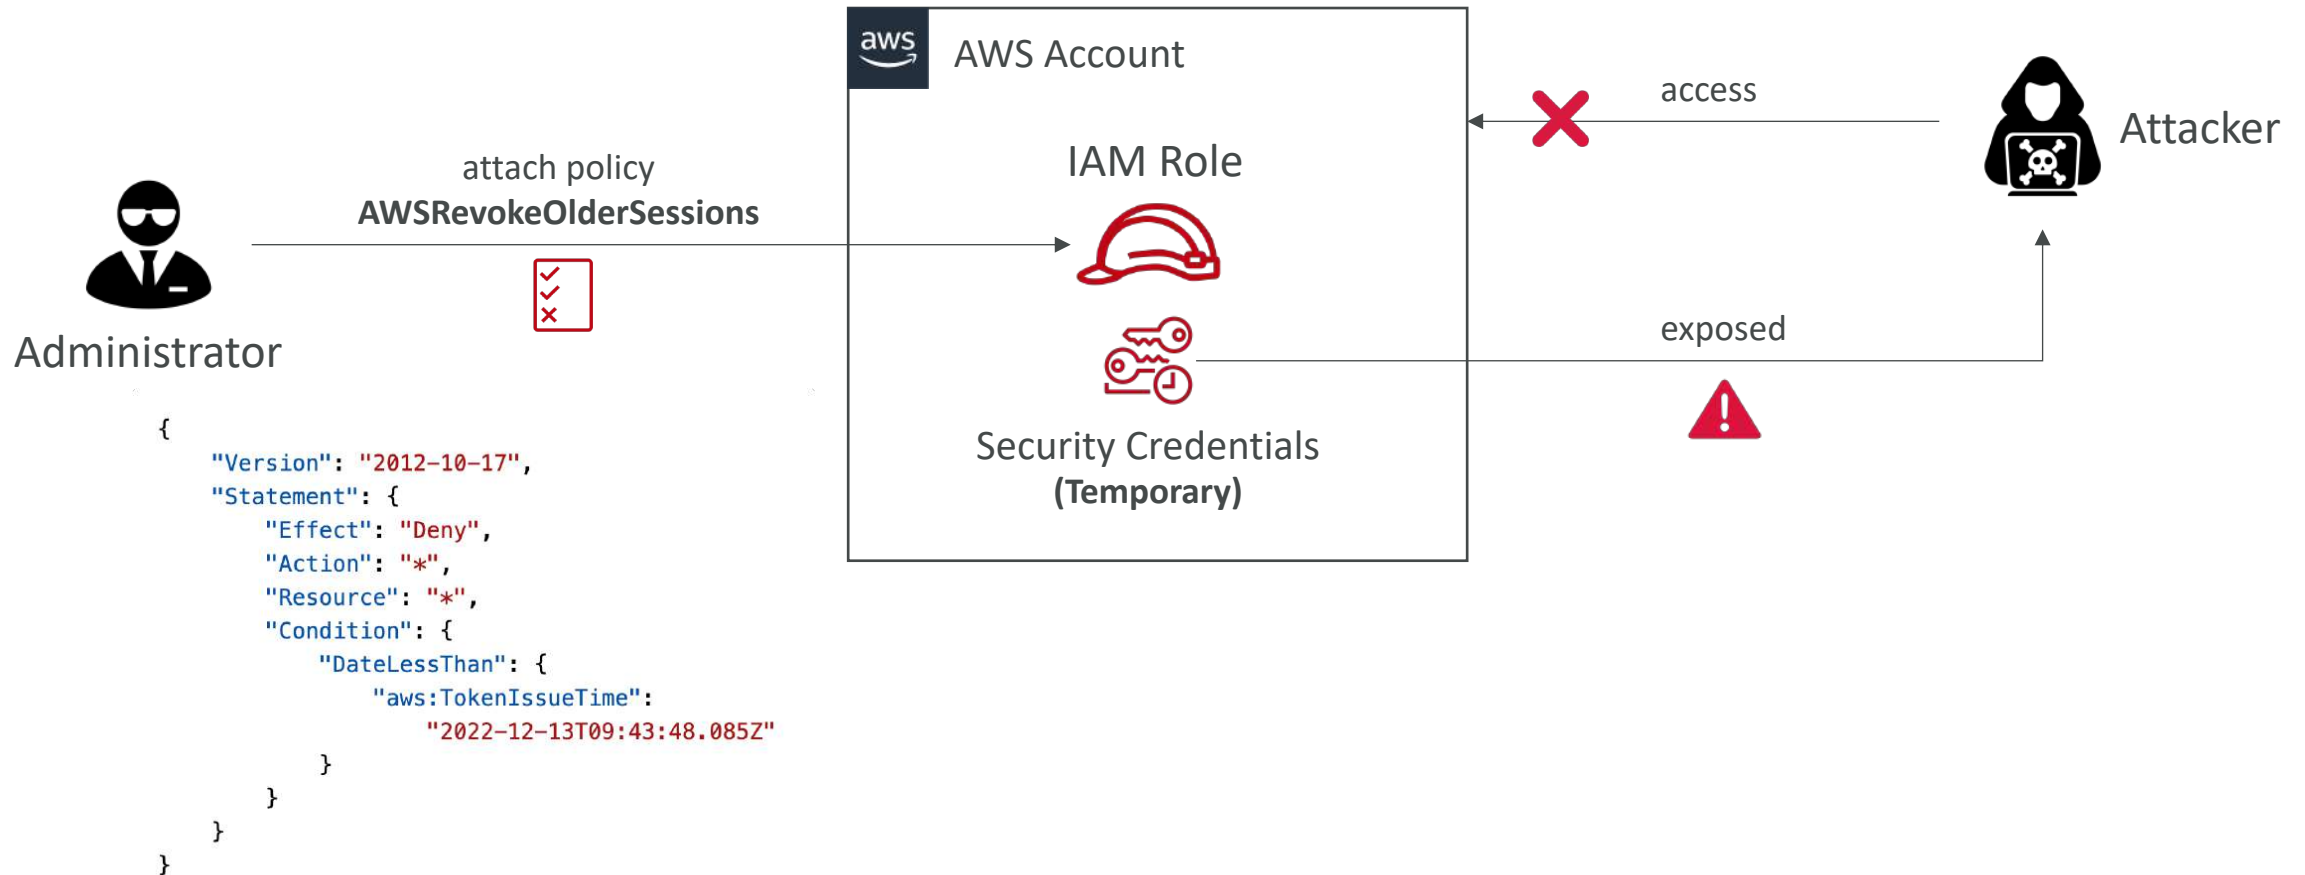 aws
AWS Account
access
Attacker
IAM Role
attach policy
AWSRevokeOlderSessions
exposed
Administrator
Security Credentials
(Temporary)
{
    "Version": "2012-10-17",
    "Statement": {
        "Effect": "Deny",
        "Action": "*",
        "Resource": "*",
        "Condition": {
            "DateLessThan": {
                "aws:TokenIssueTime":
                    "2022-12-13T09:43:48.085Z"
            }
        }
    }
}